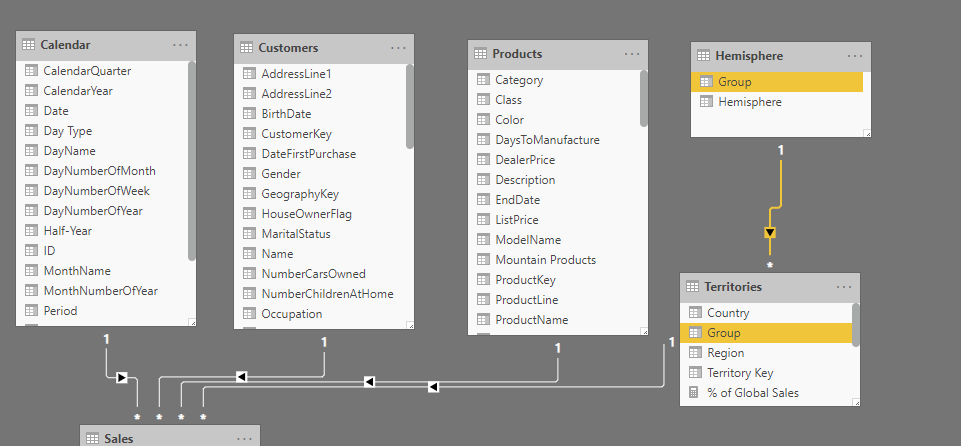 Calendar ...
CalendarQuarter
CalendarYear
Date
Day Type
DayName
DayNumberOfMonth
DayNumberOfWeek
DayNumberOfYear
Half-Year
ID
MonthName
MonthNumberOfYear
Period
1
Customers ...
AddressLine1
AddressLine2
BirthDate
CustomerKey
DateFirstPurchase
Gender
GeographyKey
HouseOwnerFlag
MaritalStatus
Name
NumberCarsOwned
NumberChildrenAtHome
Occupation
1
Products ...
Category
Class
Color
DaysToManufacture
DealerPrice
Description
EndDate
ListPrice
ModelName
Mountain Products
ProductKey
ProductLine
ProductName
1
Hemisphere ...
Group
Hemisphere
1
*
Territories ...
Country
Group
Region
Territory Key
% of Global Sales
1
* * * *
Sales ...